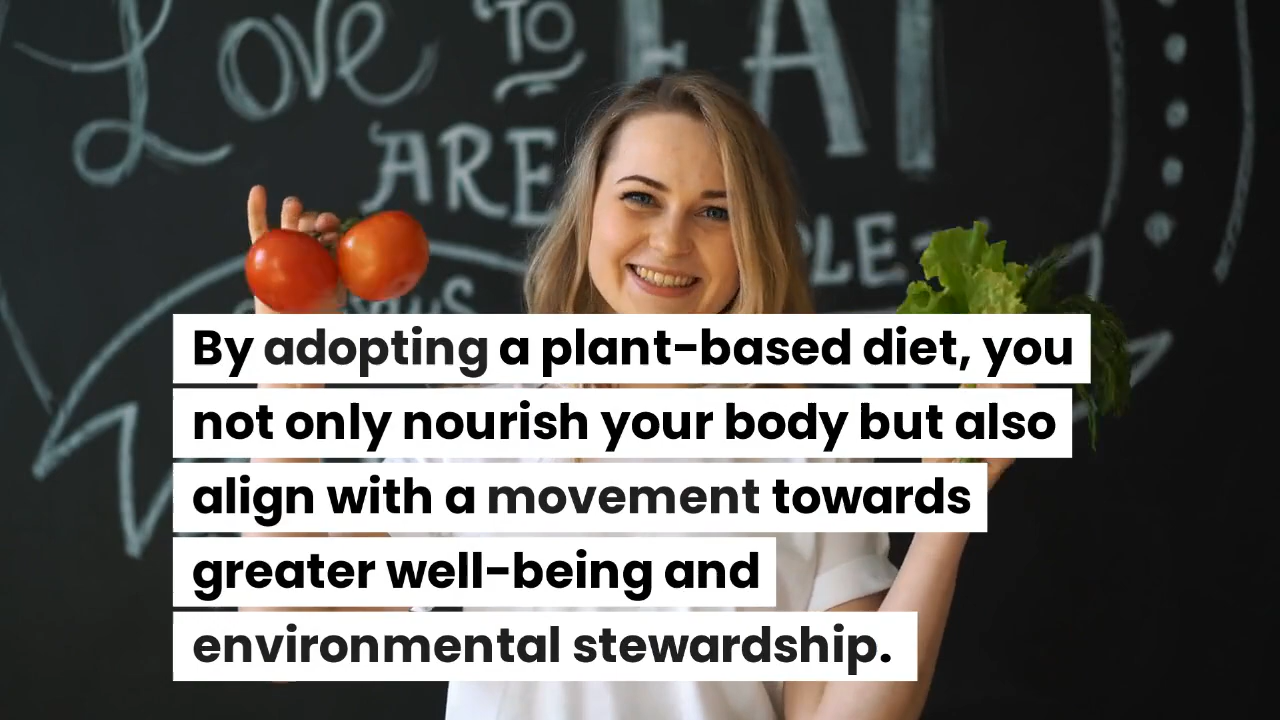 Love TO EAT
ARE
By adopting a plant-based diet, you
not only nourish your body but also
align with a movement towards
greater well-being and
environmental stewardship.